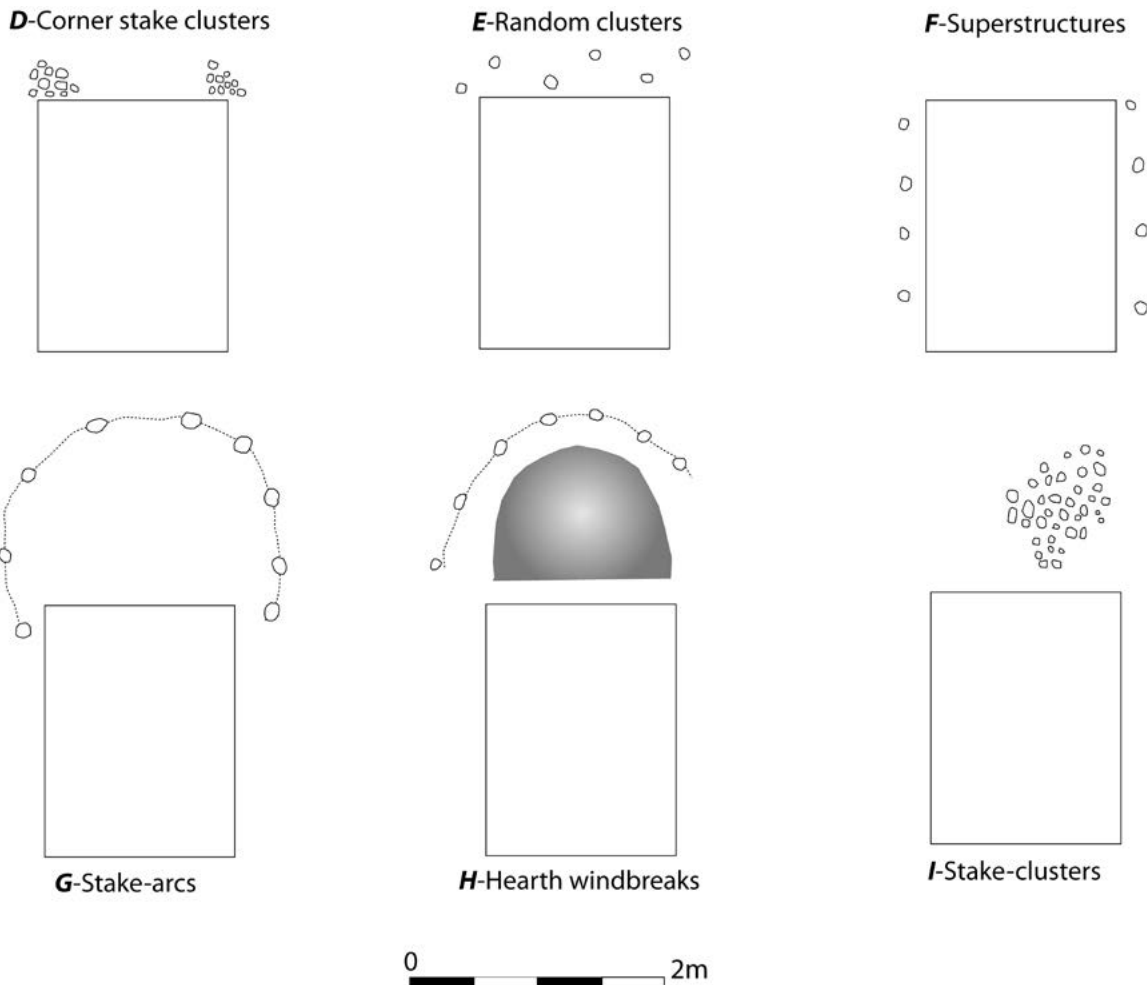 D-Corner stake clusters
E-Random clusters
F-Superstructures
G-Stake-arcs
H-Hearth windbreaks
I-Stake-clusters
0
2m